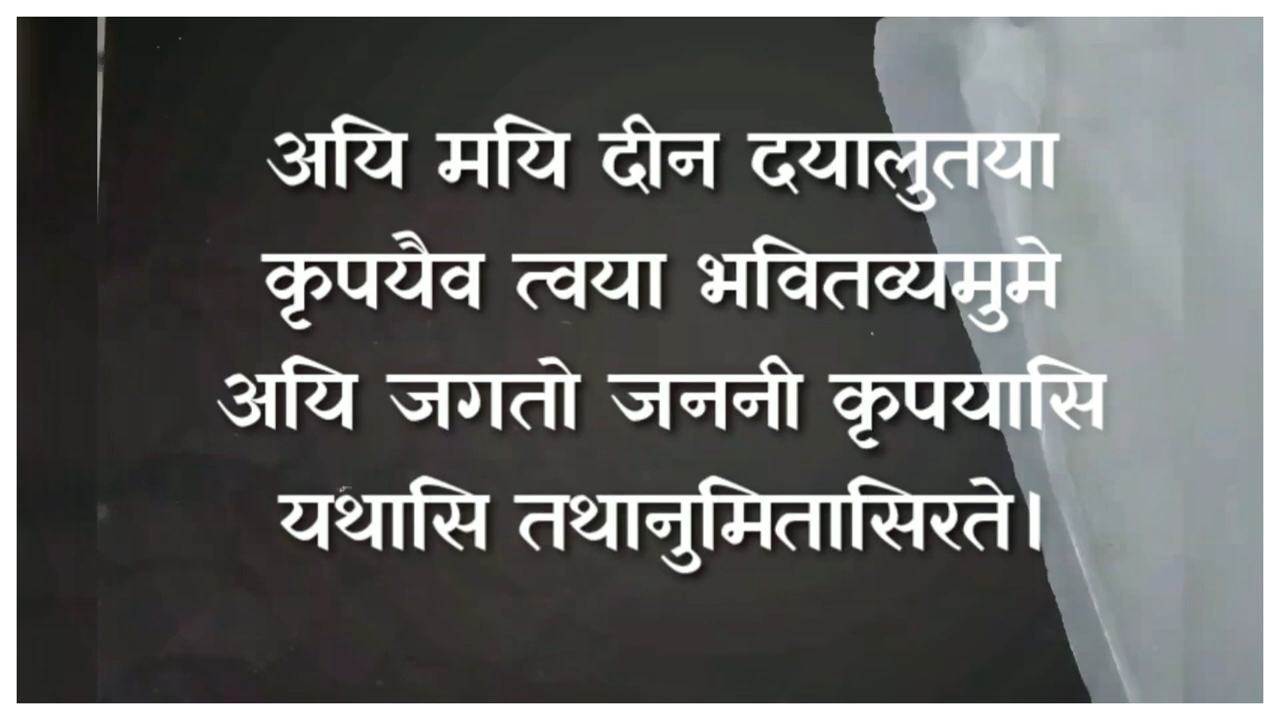 अयि मयि दीन दयालुतया
कृपयैव त्वया भवितव्यमुमे
अयि जगतो जननी कृपयासि
यथासि तथानुमितासिरते।